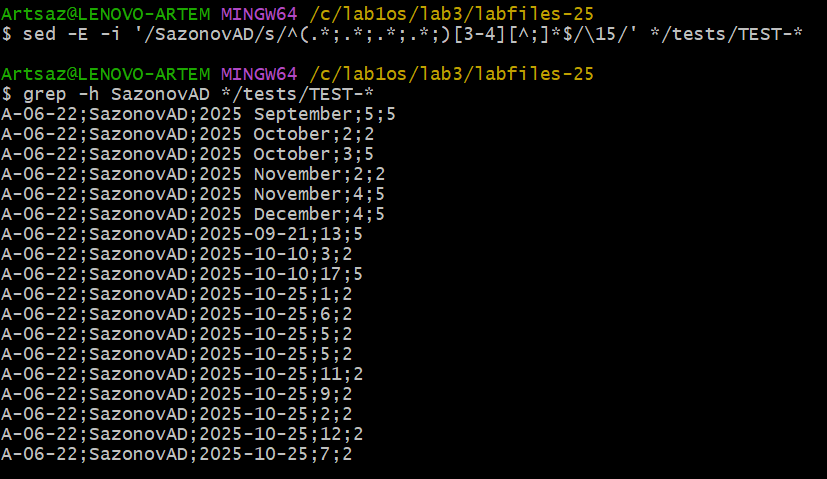 Artsaz@LENOVO-ARTEM MINGW64 /c/lab1os/lab3/labfiles-25
$ sed -E -i '/SazonovAD/s/^(.*;.*;.*;.*;)[3-4][^;]*$/\15/' */tests/TEST-*
Artsaz@LENOVO-ARTEM MINGW64 /c/lab1os/lab3/labfiles-25
$ grep -h SazonovAD */tests/TEST-*
A-06-22;SazonovAD;2025 September;5;5
A-06-22;SazonovAD;2025 October;2;2
A-06-22;SazonovAD;2025 October;3;5
A-06-22;SazonovAD;2025 November;2;2
A-06-22;SazonovAD;2025 November;4;5
A-06-22;SazonovAD;2025 December;4;5
A-06-22;SazonovAD;2025-09-21;13;5
A-06-22;SazonovAD;2025-10-10;3;2
A-06-22;SazonovAD;2025-10-10;17;5
A-06-22;SazonovAD;2025-10-25;1;2
A-06-22;SazonovAD;2025-10-25;6;2
A-06-22;SazonovAD;2025-10-25;5;2
A-06-22;SazonovAD;2025-10-25;5;2
A-06-22;SazonovAD;2025-10-25;11;2
A-06-22;SazonovAD;2025-10-25;9;2
A-06-22;SazonovAD;2025-10-25;2;2
A-06-22;SazonovAD;2025-10-25;12;2
A-06-22;SazonovAD;2025-10-25;7;2